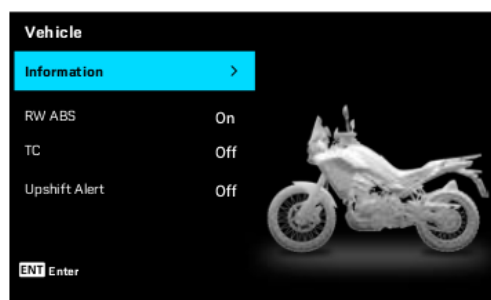 Vehicle
Information >
RW ABS On
TC Off
Upshift Alert Off
ENT Enter